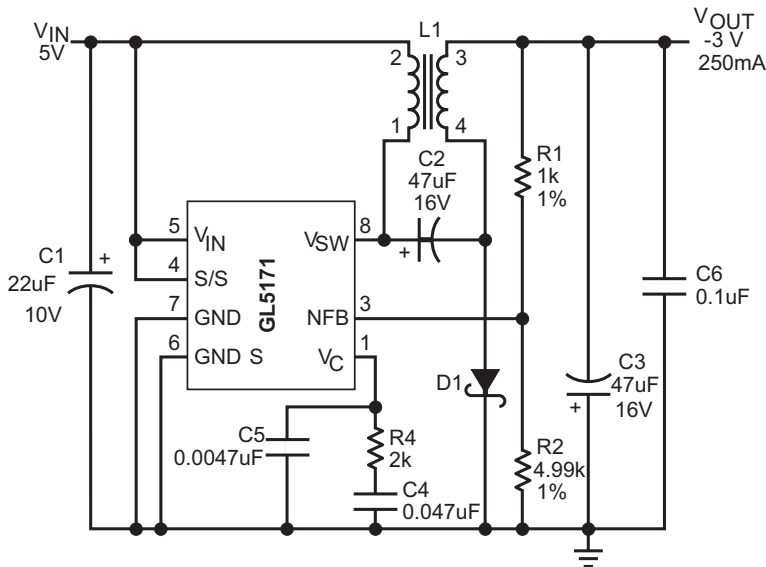 VIN
5V
L1
VOUT
-3 V
250mA
2
3
1
4
C2
47uF
16V
R1
1k
1%
C1
+
22uF
10V
5
VIN
4
S/S
7
GND
6
GND S
GL5171
VSW
8
+
NFB
3
VC
1
C6
0.1uF
D1
C3
47uF
16V
+
C5
0.0047uF
R4
2k
C4
0.047uF
R2
4.99k
1%